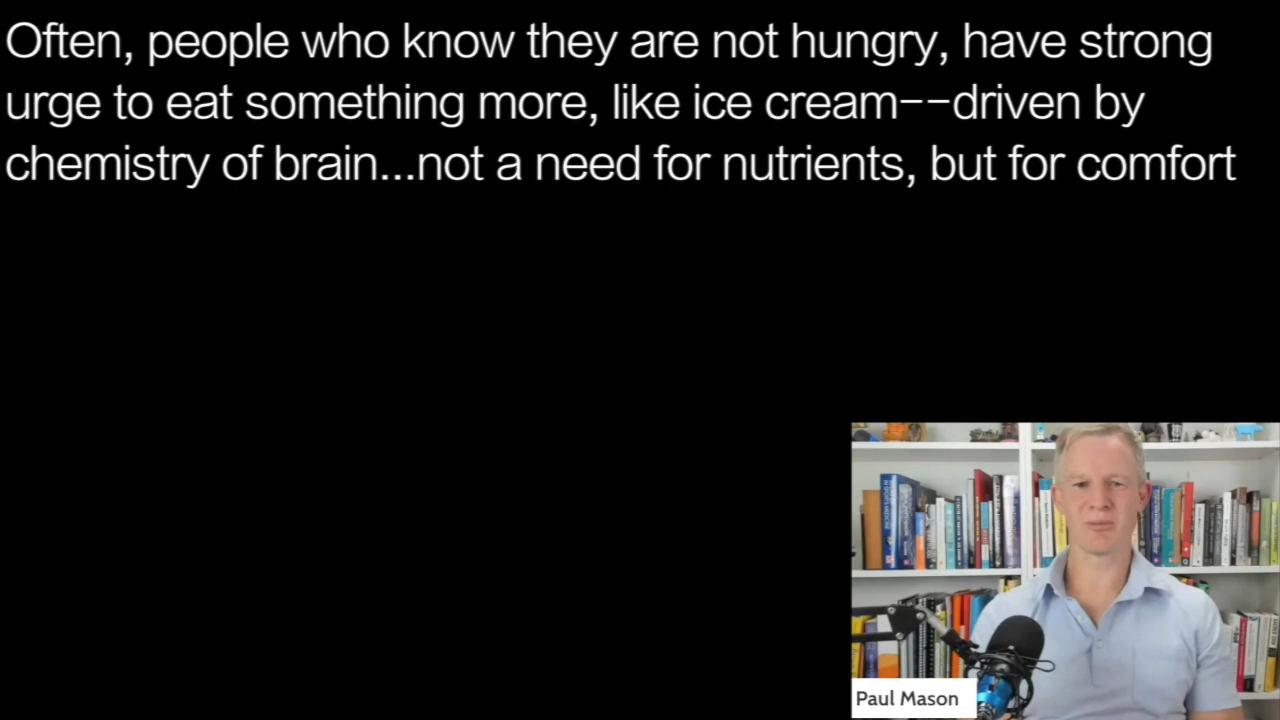 Often, people who know they are not hungry, have strong
urge to eat something more, like ice cream--driven by
chemistry of brain...not a need for nutrients, but for comfort
Paul Mason